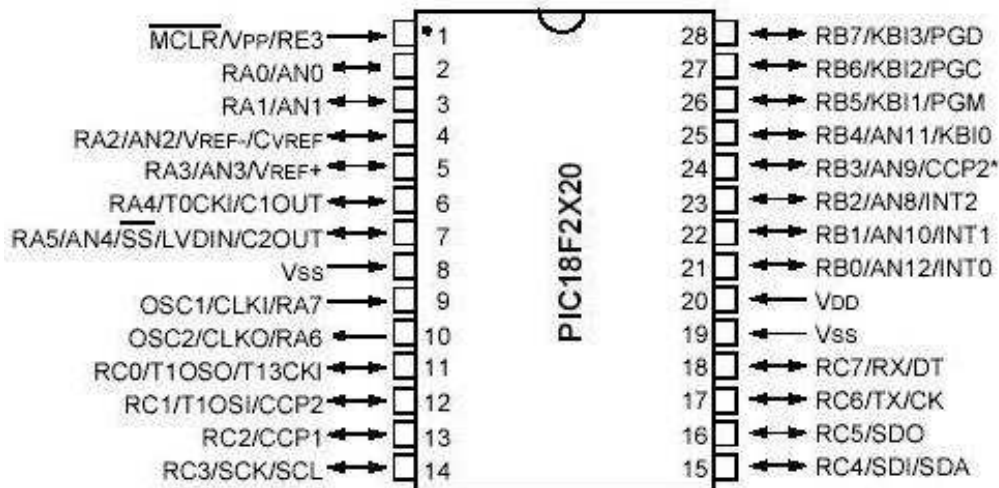 MCLR/VPP/RE3 1 28 RB7/KBI3/PGD
RA0/AN0 2 27 RB6/KBI2/PGC
RA1/AN1 3 26 RB5/KBI1/PGM
RA2/AN2/VREF-/CVREF 4 25 RB4/AN11/KBI0
RA3/AN3/VREF+ 5 24 RB3/AN9/CCP2*
RA4/T0CKI/C1OUT 6 23 RB2/AN8/INT2
RA5/AN4/SS/LVDIN/C2OUT 7 22 RB1/AN10/INT1
VSS 8 21 RB0/AN12/INT0
OSC1/CLKI/RA7 9 20 VDD
OSC2/CLKO/RA6 10 19 VSS
RC0/T1OSO/T13CKI 11 18 RC7/RX/DT
RC1/T1OSI/CCP2 12 17 RC6/TX/CK
RC2/CCP1 13 16 RC5/SDO
RC3/SCK/SCL 14 15 RC4/SDI/SDA
PIC18F2X20